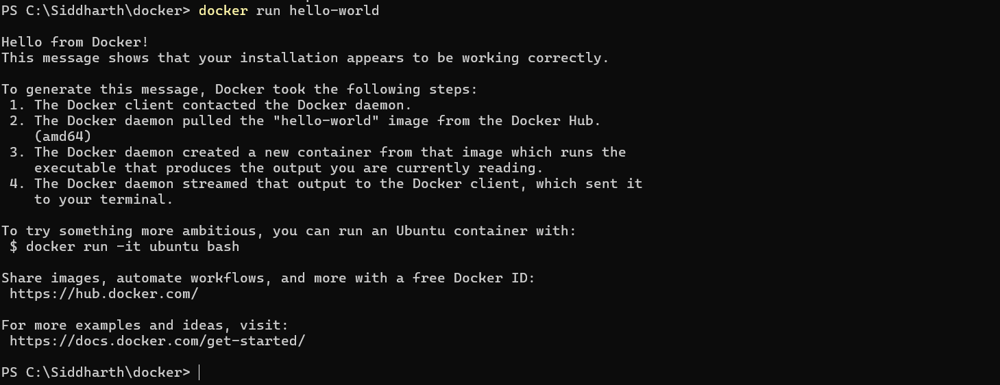 PS C:\Siddharth\docker> docker run hello-world
Hello from Docker!
This message shows that your installation appears to be working correctly.
To generate this message, Docker took the following steps:
1. The Docker client contacted the Docker daemon.
2. The Docker daemon pulled the "hello-world" image from the Docker Hub.
(amd64)
3. The Docker daemon created a new container from that image which runs the
executable that produces the output you are currently reading.
4. The Docker daemon streamed that output to the Docker client, which sent it
to your terminal.
To try something more ambitious, you can run an Ubuntu container with:
$ docker run -it ubuntu bash
Share images, automate workflows, and more with a free Docker ID:
https://hub.docker.com/
For more examples and ideas, visit:
https://docs.docker.com/get-started/
PS C:\Siddharth\docker>